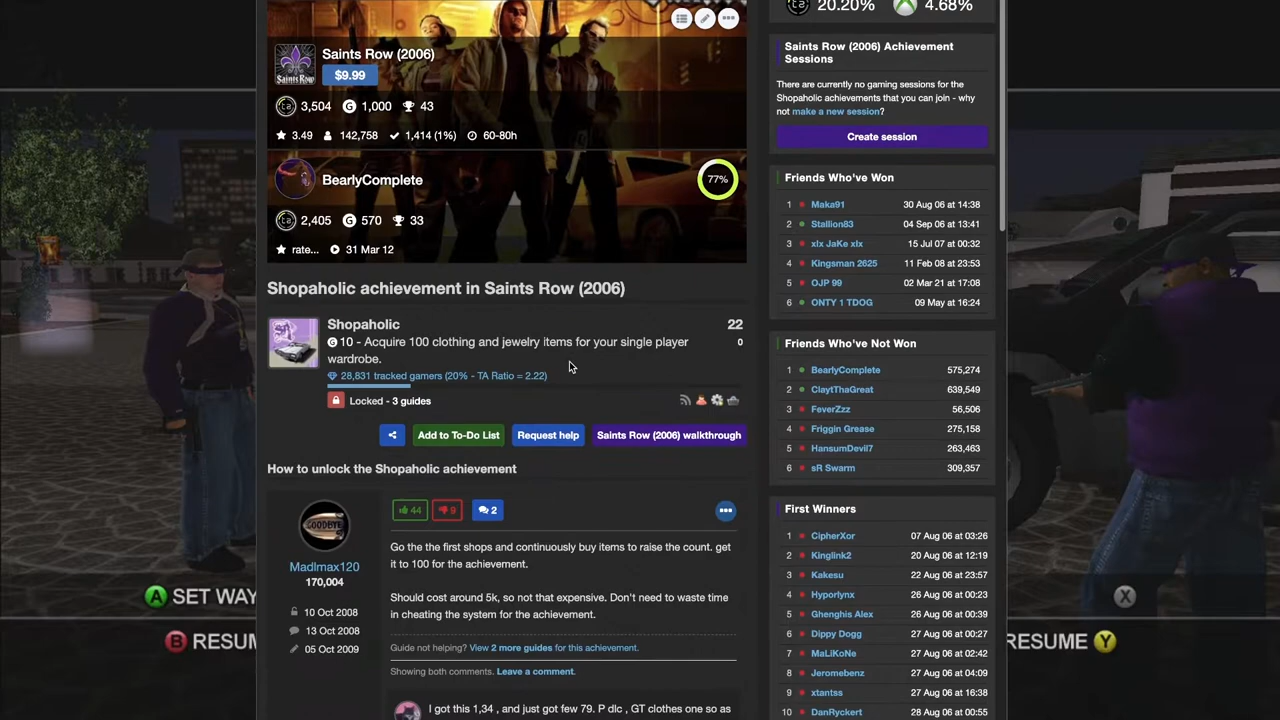 Saints Row (2006)
$9.99
3,504 G 1,000 43
3.49 142,758 1,414 (1%) 60-80h
BearlyComplete
77%
2,405 G 570 33
rate... 31 Mar 12
Shopaholic achievement in Saints Row (2006)
Shopaholic 22
G 10 - Acquire 100 clothing and jewelry items for your single player 0
wardrobe.
28,831 tracked gamers (20% - TA Ratio = 2.22)
Locked - 3 guides
Add to To-Do List Request help Saints Row (2006) walkthrough
How to unlock the Shopaholic achievement
44 9 2
GOODBYE
Madlmax120
170,004
10 Oct 2008
13 Oct 2008
05 Oct 2009
Go the the first shops and continuously buy items to raise the count. get
it to 100 for the achievement.
Should cost around 5k, so not that expensive. Don't need to waste time
in cheating the system for the achievement.
Guide not helping? View 2 more guides for this achievement.
Showing both comments. Leave a comment.
I got this 1,34 , and just got few 79. P dlc , GT clothes one so as
20.20% 4.68%
Saints Row (2006) Achievement
Sessions
There are currently no gaming sessions for the
Shopaholic achievements that you can join - why
not make a new session?
Create session
Friends Who've Won
1 Maka91 30 Aug 06 at 14:38
2 Stallion83 04 Sep 06 at 13:41
3 xIx JaKe xIx 15 Jul 07 at 00:32
4 Kingsman 2625 11 Feb 08 at 23:53
5 OJP 99 02 Mar 21 at 17:08
6 ONTY 1 TDOG 09 May at 16:24
Friends Who've Not Won
1 BearlyComplete 575,274
2 ClaytThaGreat 639,549
3 FeverZzz 56,506
4 Friggin Grease 275,158
5 HansumDevil7 263,463
6 sR Swarm 309,357
First Winners
1 CipherXor 07 Aug 06 at 03:26
2 Kinglink2 20 Aug 06 at 12:19
3 Kakesu 22 Aug 06 at 23:57
4 Hyporlynx 26 Aug 06 at 00:23
5 Ghenghis Alex 26 Aug 06 at 00:39
6 Dippy Dogg 27 Aug 06 at 00:27
7 MaLiKoNe 27 Aug 06 at 02:42
8 Jeromebenz 27 Aug 06 at 04:09
9 xtantss 27 Aug 06 at 16:38
10 DanRyckert 28 Aug 06 at 00:55
A SET WAY
B RESUM
X
RESUME Y